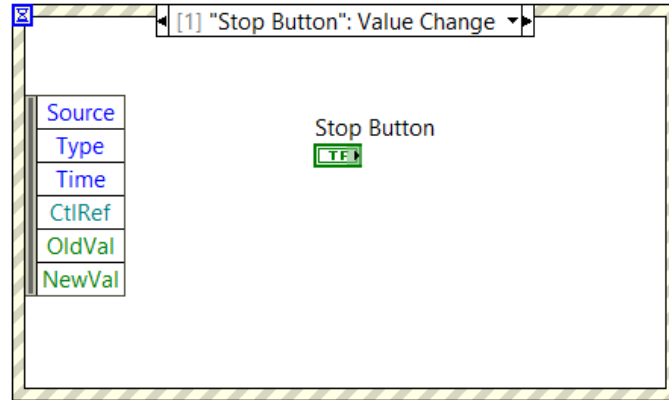 [1] "Stop Button": Value Change
Source
Type
Time
CtlRef
OldVal
NewVal
Stop Button
TF